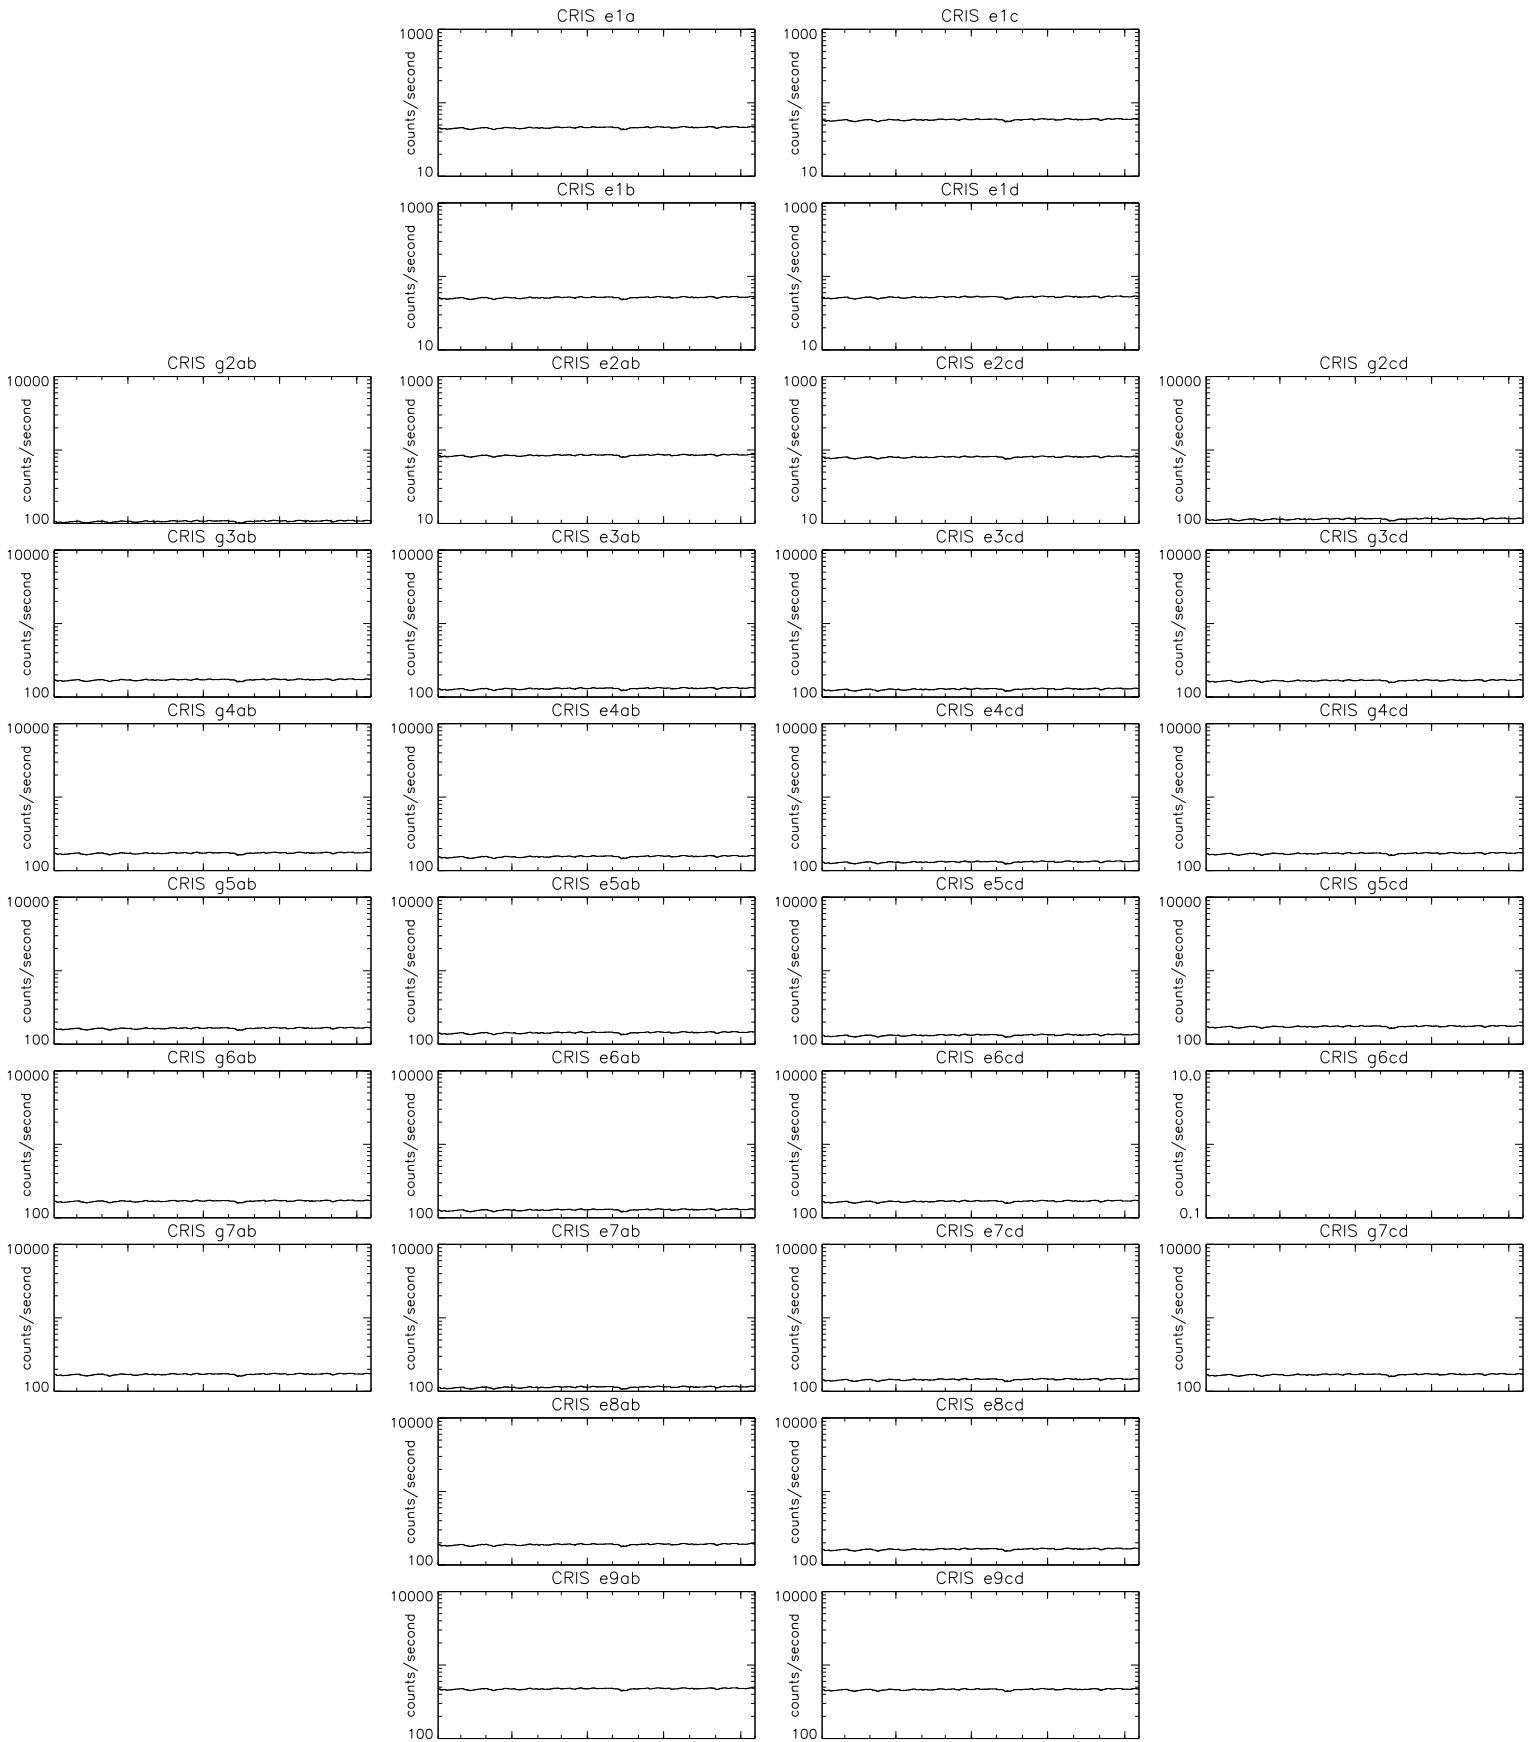 CRIS e1a
CRIS e1c
1000
counts/second
10
1000
counts/second
10
CRIS e1b
CRIS e1d
1000
counts/second
10
1000
counts/second
10
CRIS g2ab
CRIS e2ab
CRIS e2cd
CRIS g2cd
10000
counts/second
100
1000
counts/second
10
1000
counts/second
10
10000
counts/second
100
CRIS g3ab
CRIS e3ab
CRIS e3cd
CRIS g3cd
10000
counts/second
100
10000
counts/second
100
10000
counts/second
100
10000
counts/second
100
CRIS g4ab
CRIS e4ab
CRIS e4cd
CRIS g4cd
10000
counts/second
100
10000
counts/second
100
10000
counts/second
100
10000
counts/second
100
CRIS g5ab
CRIS e5ab
CRIS e5cd
CRIS g5cd
10000
counts/second
100
10000
counts/second
100
10000
counts/second
100
10000
counts/second
100
CRIS g6ab
CRIS e6ab
CRIS e6cd
CRIS g6cd
10000
counts/second
100
10000
counts/second
100
10000
counts/second
100
10.0
counts/second
0.1
CRIS g7ab
CRIS e7ab
CRIS e7cd
CRIS g7cd
10000
counts/second
100
10000
counts/second
100
10000
counts/second
100
10000
counts/second
100
CRIS e8ab
CRIS e8cd
10000
counts/second
100
10000
counts/second
100
CRIS e9ab
CRIS e9cd
10000
counts/second
100
10000
counts/second
100